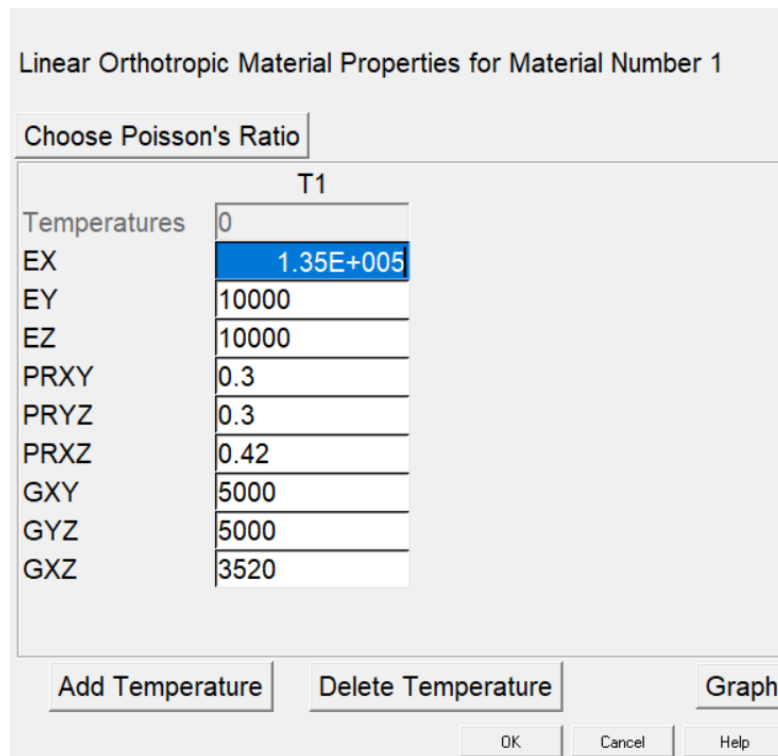 Linear Orthotropic Material Properties for Material Number 1
Choose Poisson's Ratio
T1
Temperatures 0
EX 1.35E+005
EY 10000
EZ 10000
PRXY 0.3
PRYZ 0.3
PRXZ 0.42
GXY 5000
GYZ 5000
GXZ 3520
Add Temperature Delete Temperature Graph
OK Cancel Help